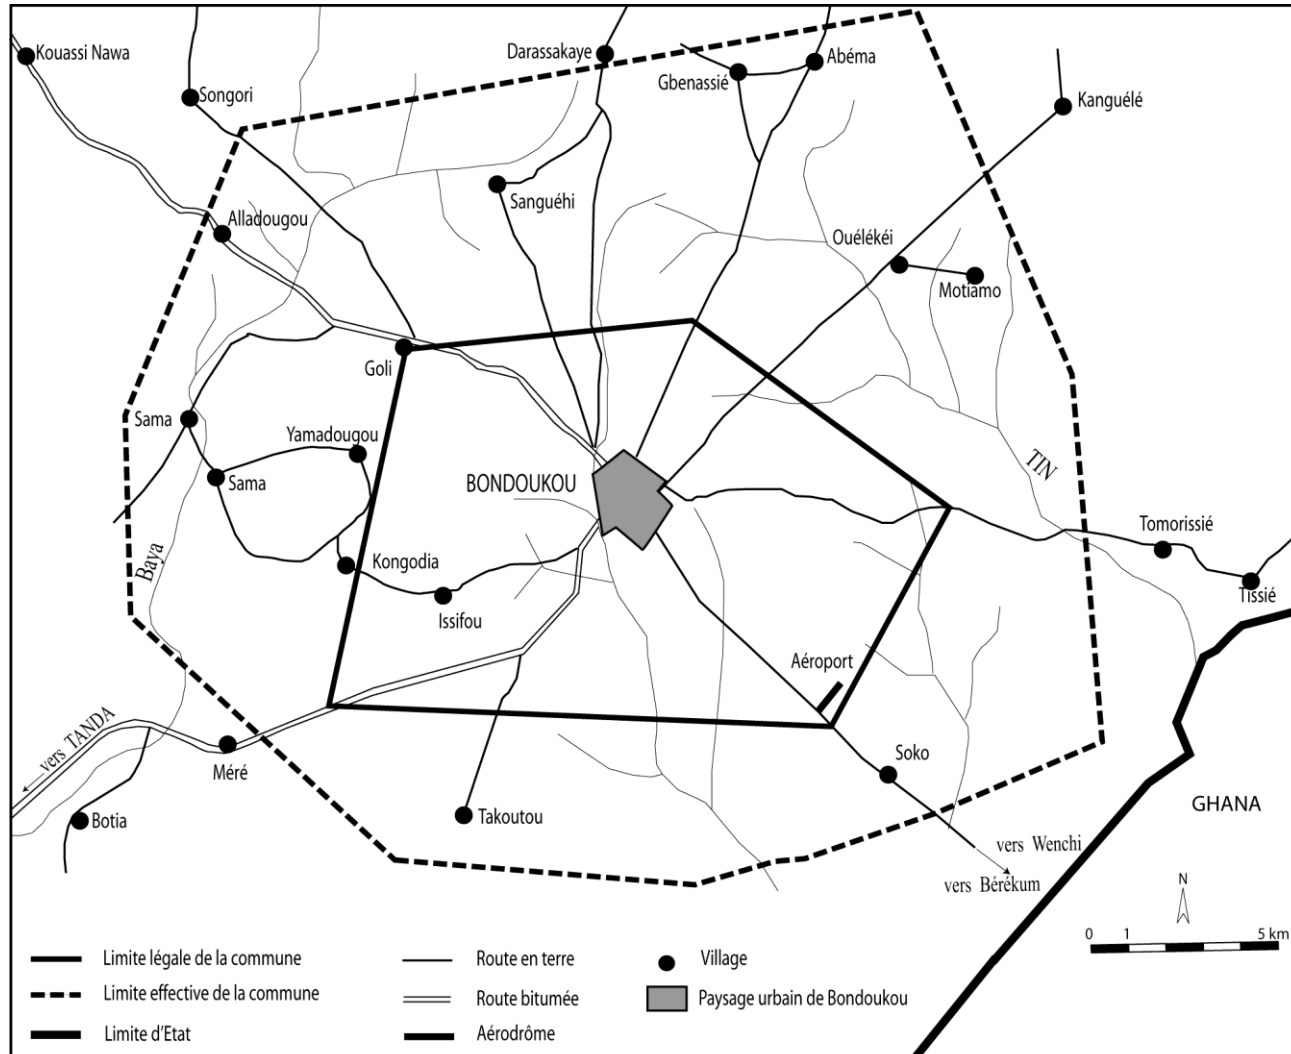 Kouassi Nawa
Darassakaye
Abéma
Gbenassié
Songori
Kanguélé
Sanguéhi
Alladougou
Ouélékéi
Motiamo
Goli
Sama
Yamadougou
Sama
BONDOUKOU
TIN
Tomorissié
Baya
Kongodia
Tissié
Issifou
Aéroport
vers TANDA
Méré
Soko
Botia
Takoutou
GHANA
vers Wenchi
vers Bérékum
N
0 1 5 km
Limite légale de la commune
Route en terre
Village
Limite effective de la commune
Route bitumée
Paysage urbain de Bondoukou
Limite d'Etat
Aérodrôme